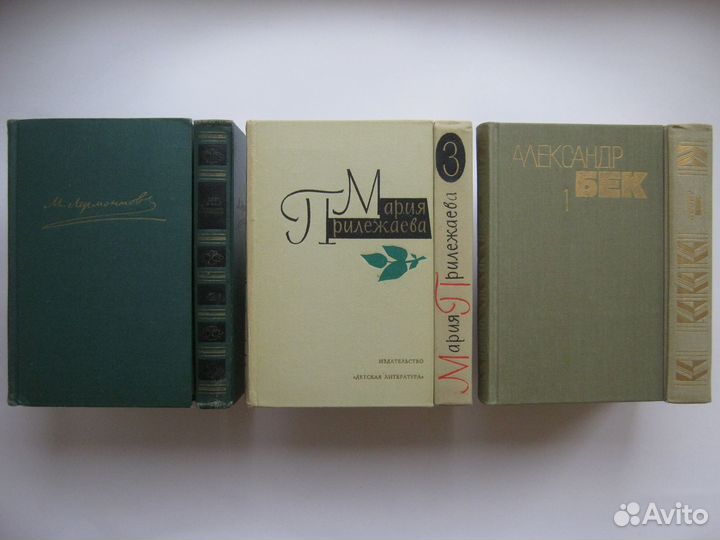 М. Лермонтов
Мария
Прилежаева
ИЗДАТЕЛЬСТВО
«ДЕТСКАЯ ЛИТЕРАТУРА»
3
Мария Прилежаева
АЛЕКСАНДР
БЕК
1
Avito